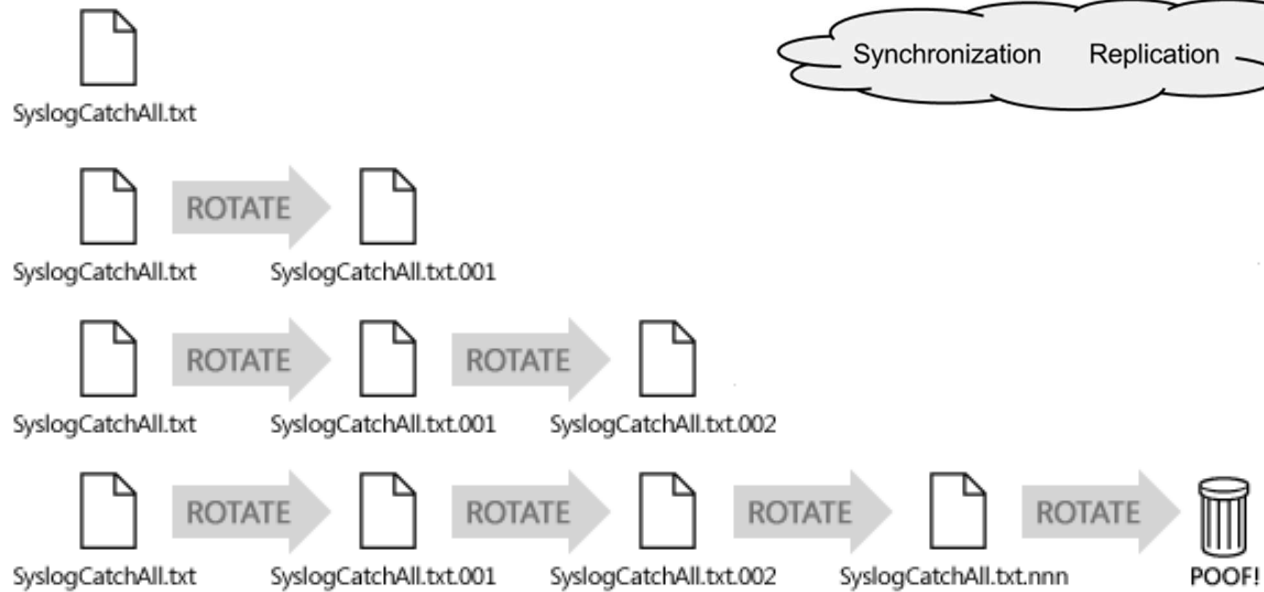 Synchronization Replication
SyslogCatchAll.txt
ROTATE
SyslogCatchAll.txt SyslogCatchAll.txt.001
ROTATE ROTATE
SyslogCatchAll.txt SyslogCatchAll.txt.001 SyslogCatchAll.txt.002
ROTATE ROTATE ROTATE ROTATE
SyslogCatchAll.txt SyslogCatchAll.txt.001 SyslogCatchAll.txt.002 SyslogCatchAll.txt.nnn POOF!